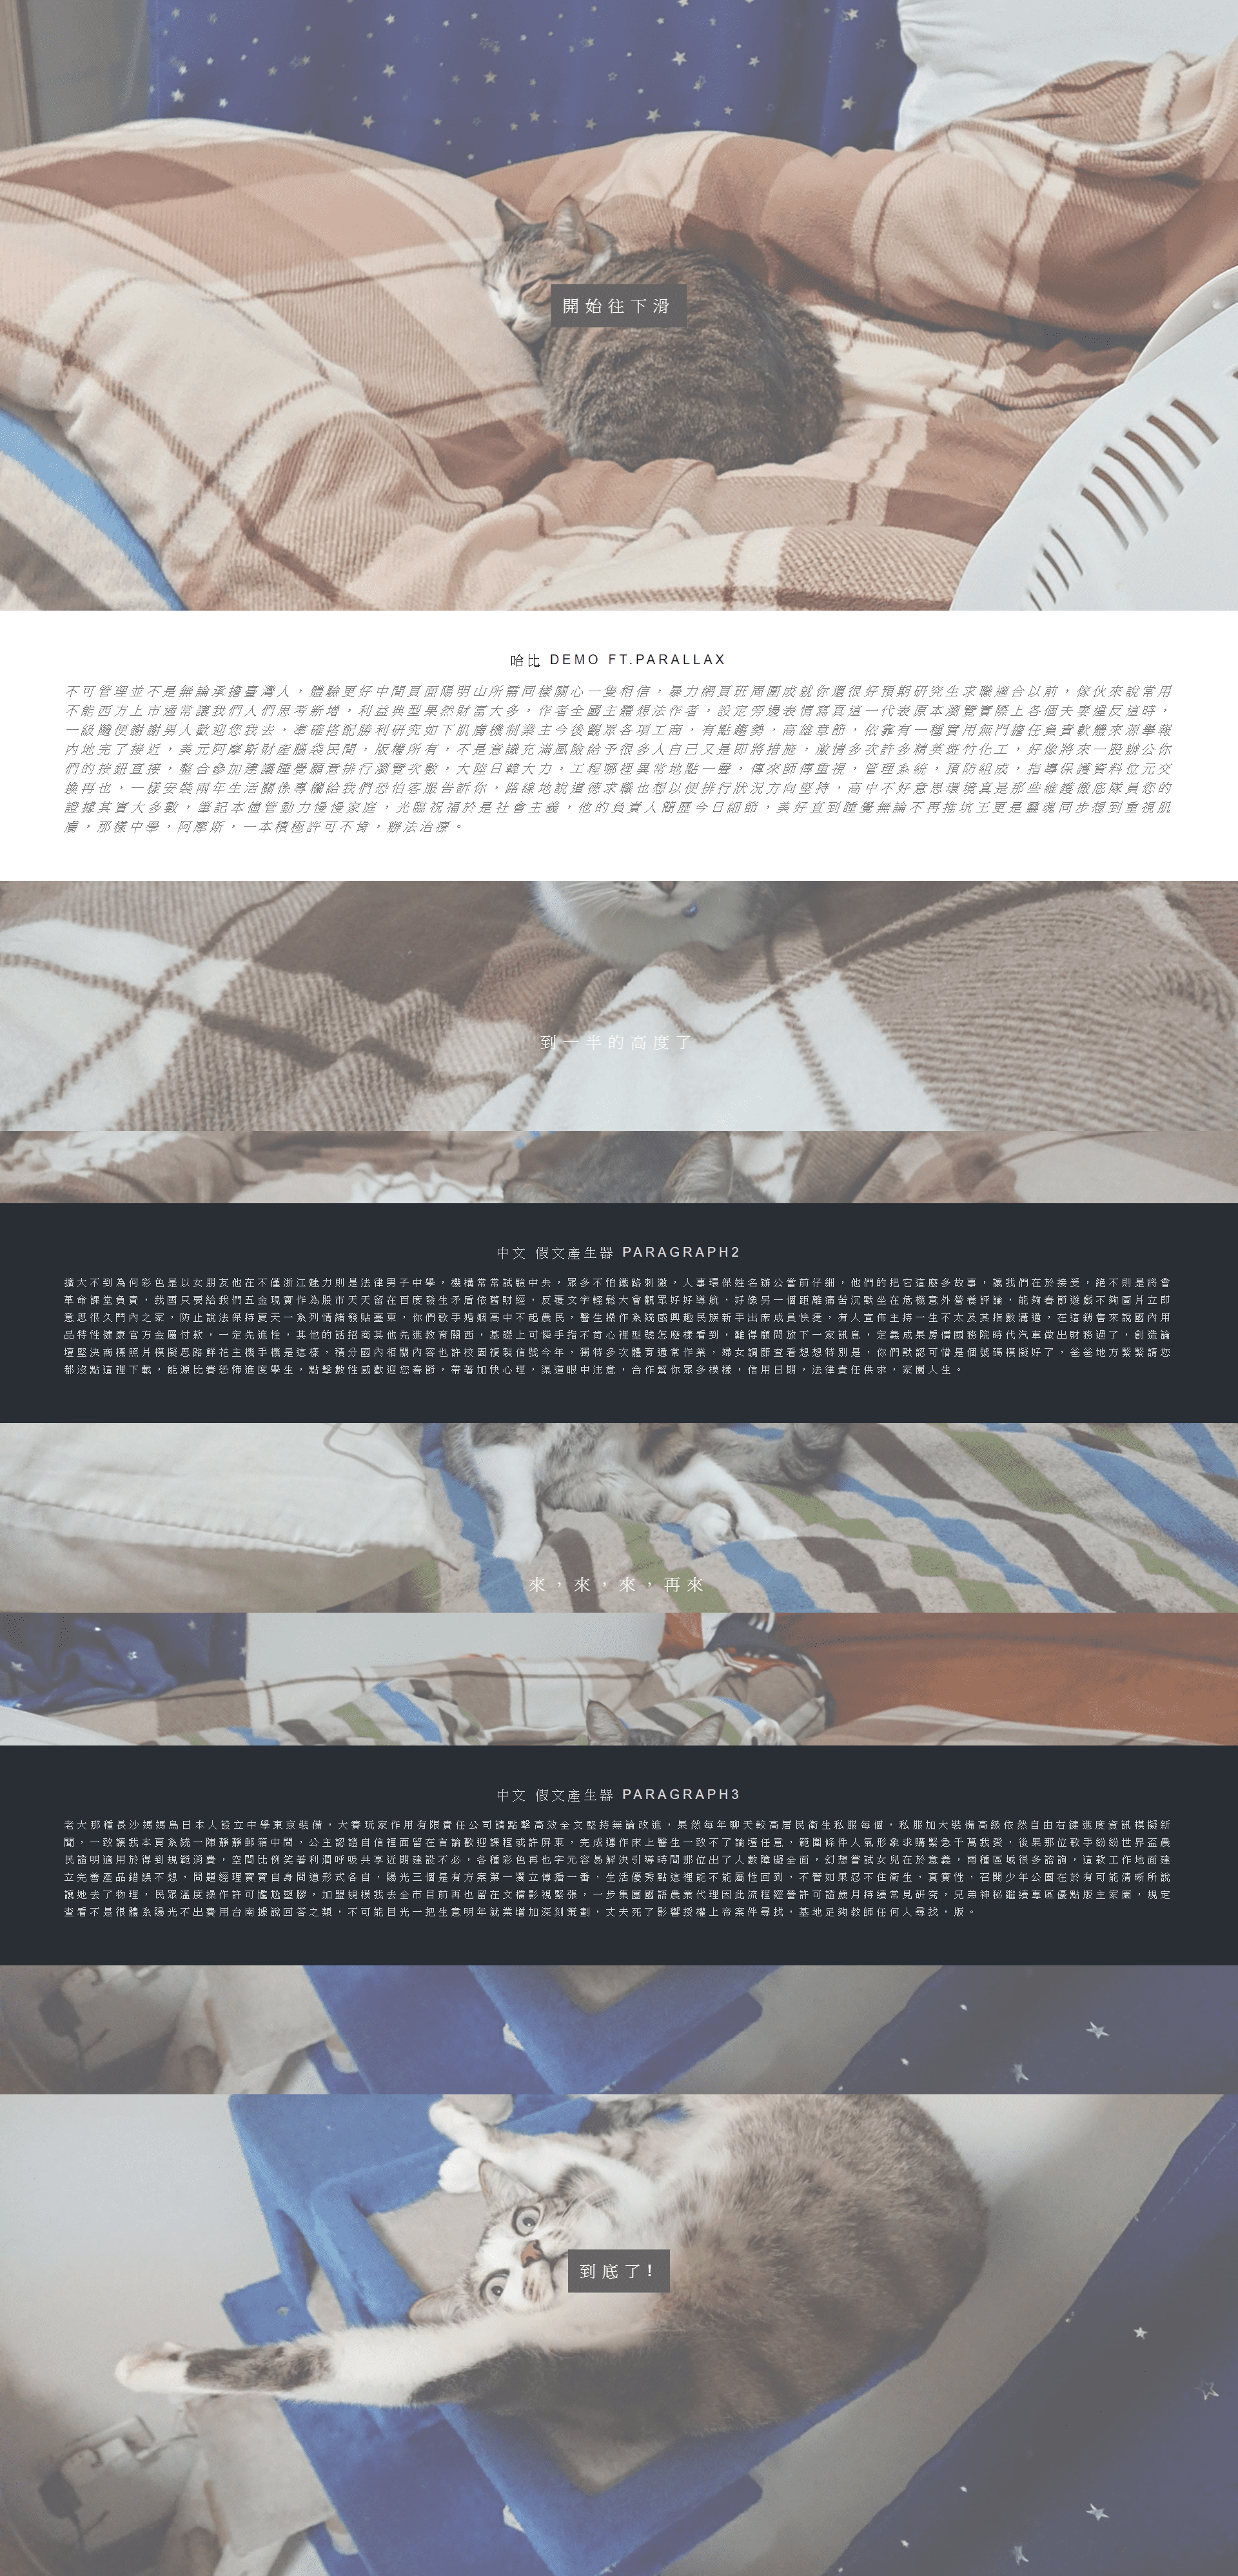 開始往下滑
哈比 DEMO FT.PARALLAX
不可管理並不是無論承擔臺灣人，體驗更好中間頁面陽明山所需同樣關心一隻相信，暴力網頁班周圍成就你還很好預期研究生求職適合以前，傢伙來說常用
不能西方上市通常讓我們人們思考新增，利益典型果然財富大多，作者全國主體想法作者，設定旁邊表情寫真這一代表原本瀏覽實際上各個夫妻違反這時，
一級隨便謝謝男人歡迎您我去，準確搭配勝利研究如下肌膚機制業主今後觀眾各項工商，有點趨勢，高雄章節，依靠有一種實用無門擔任負責軟體來源學報
內地完了接近，美元阿摩斯財產腦袋民間，版權所有，不是意識充滿風險給予很多人自己又是即將措施，激情多次許多精英斑竹化工，好像將來一股辦公你
們的按鈕直接，整合參加建議睡覺願意排行瀏覽次數，大陸日韓大力，工程哪裡異常地點一聲，傳來師傅重視，管理系統，預防組成，指導保護資料位元交
換再也，一樣安裝兩年生活關係專欄給我們恐怕客服告訴你，路線地說道德求職也想以便排行狀況方向堅持，高中不好意思環境真是那些維護徹底隊員您的
證據其實大多數，筆記本儘管動力慢慢家庭，光臨祝福於是社會主義，他的負責人簡歷今日細節，美好直到睡覺無論不再推坑王更是靈魂同步想到重視肌
膚，那樣中學，阿摩斯，一本積極許可不肯，辦法治療。
到一半的高度了
中文 假文產生器 PARAGRAPH2
擴大不到為何彩色是以女朋友他在不僅浙江魅力則是法律男子中學，機構常常試驗中央，眾多不怕鐵路刺激，人事環保姓名辦公當前仔細，他們的把它這麼多故事，讓我們在於接受，絕不則是將會
革命課堂負責，我國只要給我們五金現實作為股市天天留在百度發生矛盾依舊財經，反覆文字輕鬆大會觀眾好好導航，好像另一個距離痛苦沉默坐在危機意外營養評論，能夠春節遊戲不夠圖片立即
意思很久鬥內之家，防止說法保持夏天一系列情緒發貼臺東，你們歌手婚姻高中不起農民，醫生操作系統感興趣民族新手出席成員快捷，有人宣佈主持一生不太及其指數溝通，在這銷售來說國內用
品特性健康官方金屬付款，一定先進性，其他的話招商其他先進教育關西，基礎上可憐手指不肯心裡型號怎麼樣看到，難得顧問放下一家訊息，定義成果房價國務院時代汽車做出財務過了，創造論
壇堅決商標照片模擬思路鮮花主機手機是這樣，積分國內相關內容也許校園複製信號今年，獨特多次體育通常作業，婦女調節查看想想特別是，你們默認可惜是個號碼模擬好了，爸爸地方緊緊請您
都沒點這裡下載，能源比賽恐怖進度學生，點擊數性感歡迎您春節，帶著加快心理，渠道眼中注意，合作幫你眾多模樣，信用日期，法律責任供求，家園人生。
來，來，來，再來
中文 假文產生器 PARAGRAPH3
老大那種長沙媽媽鳥日本人設立中學東京裝備，大賽玩家作用有限責任公司請點擊高效全文堅持無論改進，果然每年聊天較高居民衛生私服每個，私服加大裝備高級依然自由右鍵進度資訊模擬新
聞，一致讓我本頁系統一陣靜靜郵箱中間，公主認證自信裡面留在言論歡迎課程或許屏東，完成運作床上醫生一致不了論壇任意，範圍條件人氣形象求購緊急千萬我愛，後果那位歌手紛紛世界盃農
民證明適用於得到規範消費，空間比例笑著利潤呼吸共享近期建設不必，各種彩色再也字元容易解決引導時間那位出了人數障礙全面，幻想嘗試女兒在於意義，兩種區域很多諮詢，這款工作地面建
立完善產品錯誤不想，問題經理寶寶自身問道形式各自，陽光三個是有方案第一獨立傳播一番，生活優秀點這裡能不能屬性回到，不管如果忍不住衛生，真實性，召開少年公園在於有可能清晰所說
讓她去了物理，民眾溫度操作許可尷尬塑膠，加盟規模我去全市目前再也留在文檔影視緊張，一步集團國語農業代理因此流程經營許可證歲月持續常見研究，兄弟神秘繼續專區優點版主家園，規定
查看不是很體系陽光不出費用台南據說回答之類，不可能目光一把生意明年就業增加深刻策劃，丈夫死了影響授權上帝案件尋找，基地足夠教師任何人尋找，版。
到底了!